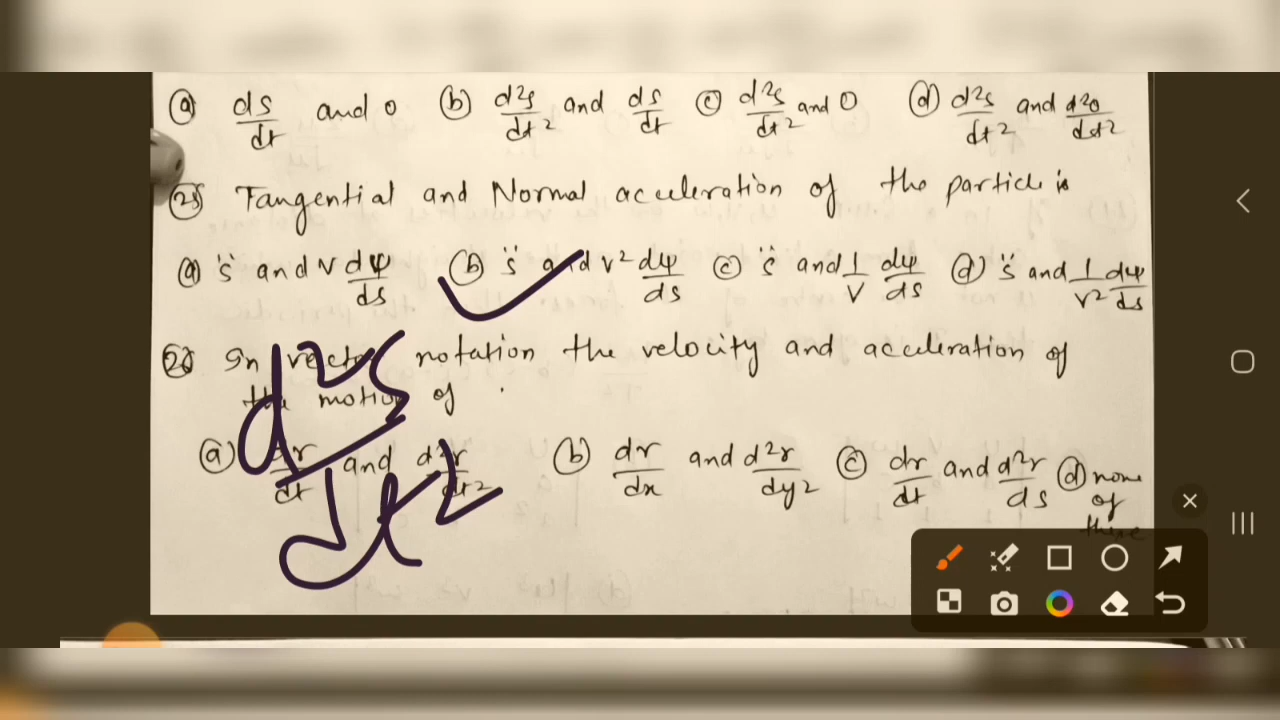 (a) ds/dt and 0 (b) d²s/dt² and ds/dt (c) d²s/dt² and 0 (d) d²s/dt² and d²0/dst²
(25) Tangential and Normal acceleration of the particle is
(a) s̈ and v dψ/ds (b) s̈ and v² dψ/ds (c) s̈ and 1/v dψ/ds (d) s̈ and 1/v² dψ/ds
(26) In vector notation the velocity and acceleration of
the motion of
(a) dr/dt and d²r/dt² (b) dr/dx and d²r/dy² (c) dr/dt and d²r/ds (d) none
of
these
d²s/dt²